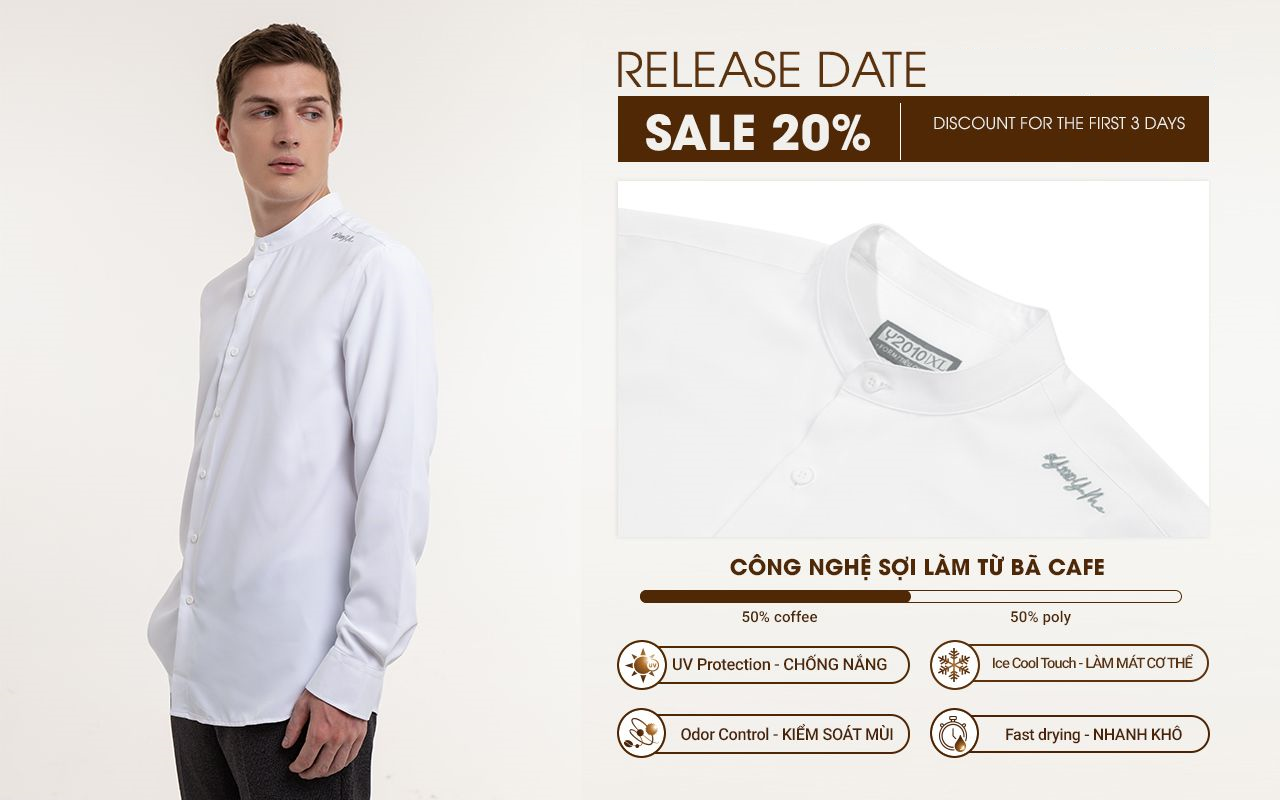 RELEASE DATE
SALE 20%
DISCOUNT FOR THE FIRST 3 DAYS
Y2010|XL
CÔNG NGHỆ SỢI LÀM TỪ BÃ CAFE
50% coffee
50% poly
UV
UV Protection - CHỐNG NẮNG
Ice Cool Touch - LÀM MÁT CƠ THỂ
Odor Control - KIỂM SOÁT MÙI
Fast drying - NHANH KHÔ